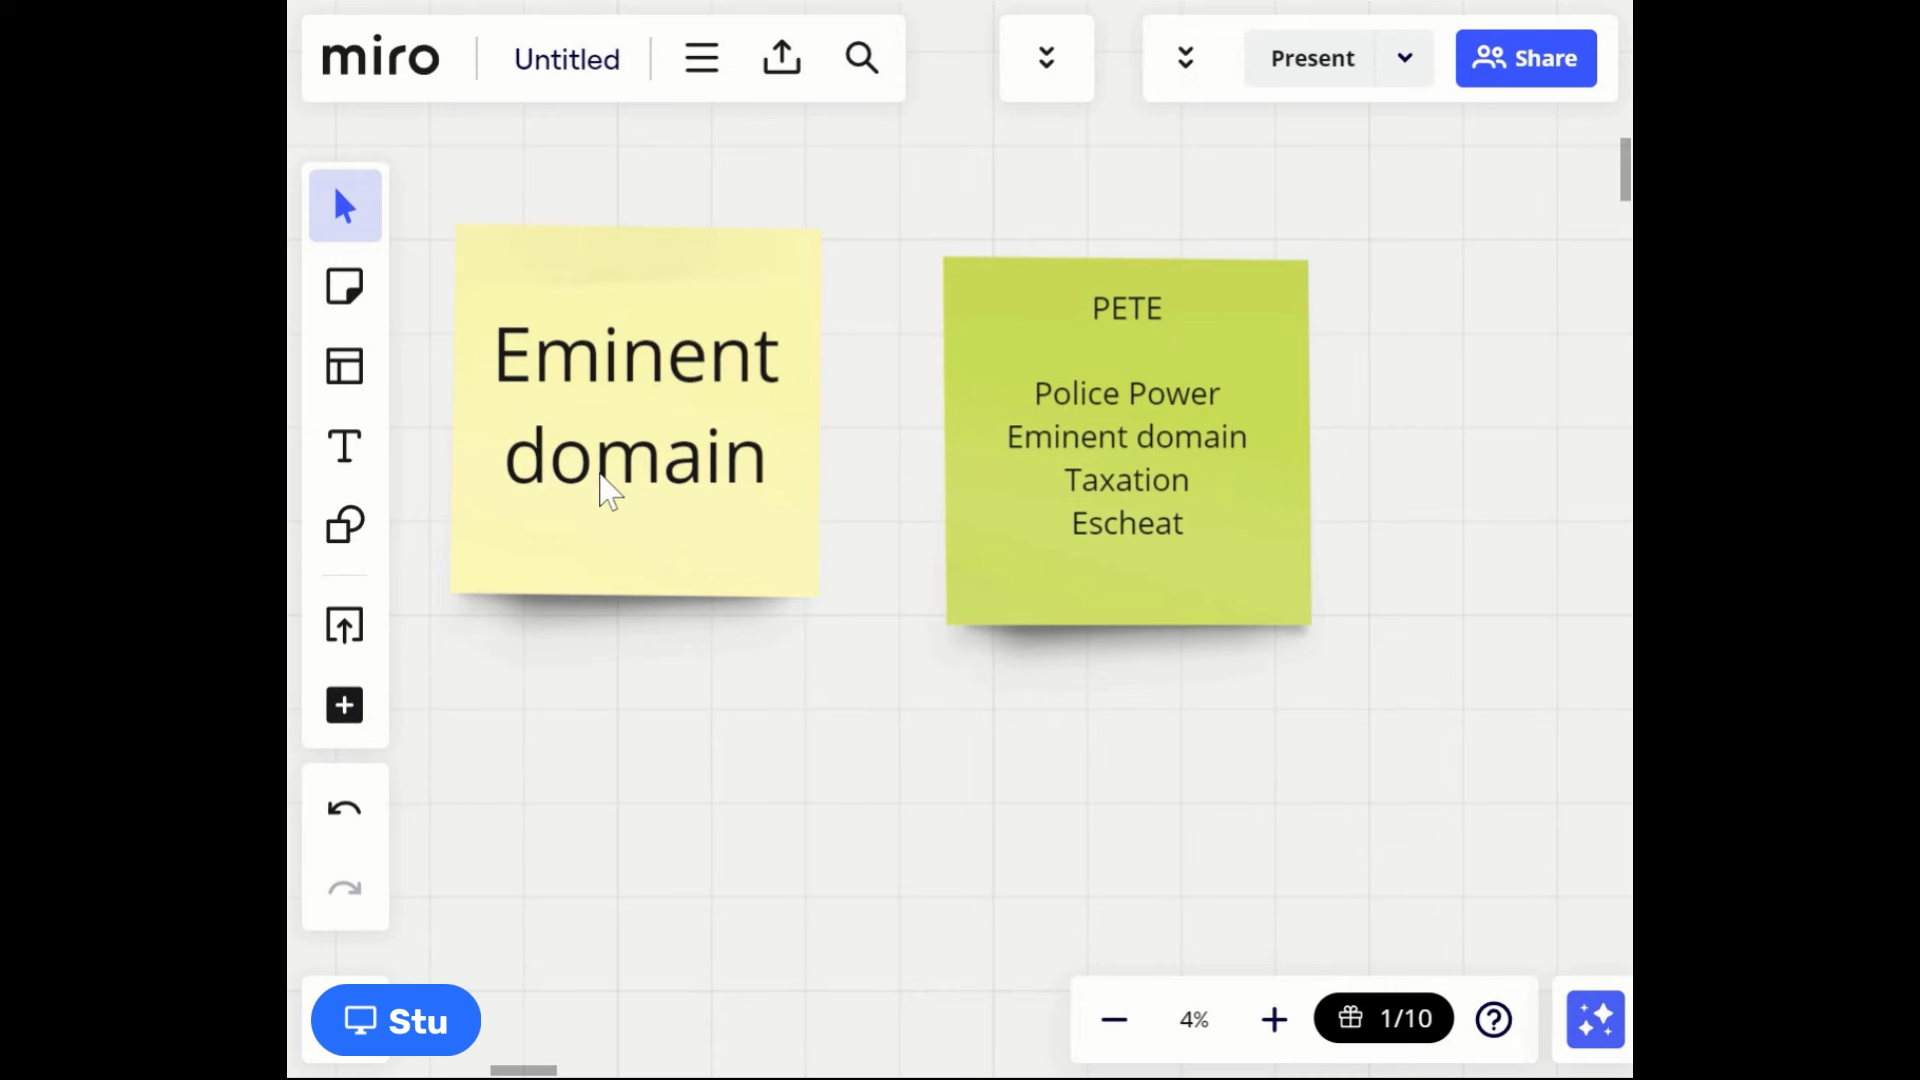 miro
Untitled
Present
Share
Eminent
domain
PETE
Police Power
Eminent domain
Taxation
Escheat
Stu
4%
1/10